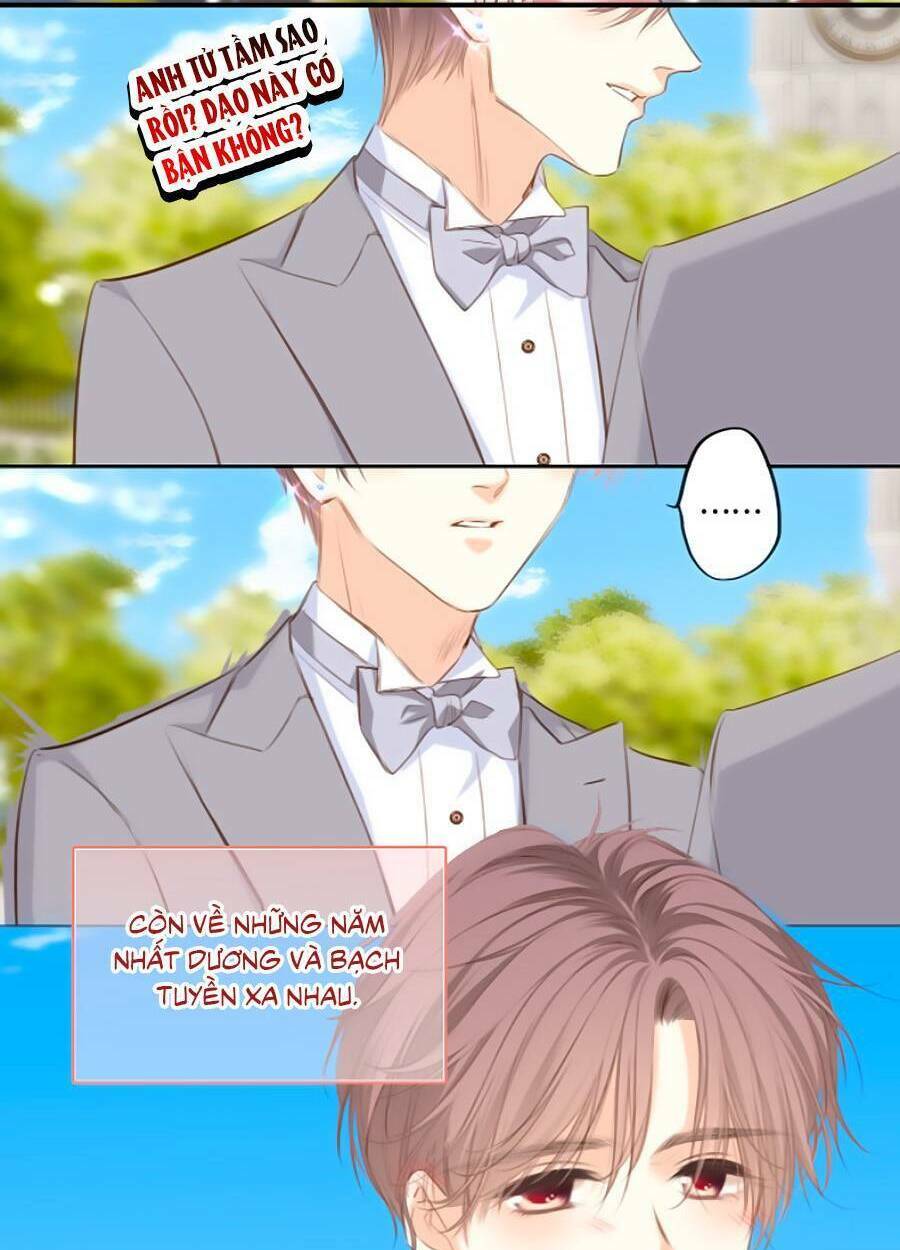 ANH TỬ TẦM SAO
RỒI? DẠO NÀY CÓ
BẬN KHÔNG?
......
CÒN VỀ NHỮNG NĂM
NHẤT DƯƠNG VÀ BẠCH
TUYỀN XA NHAU.